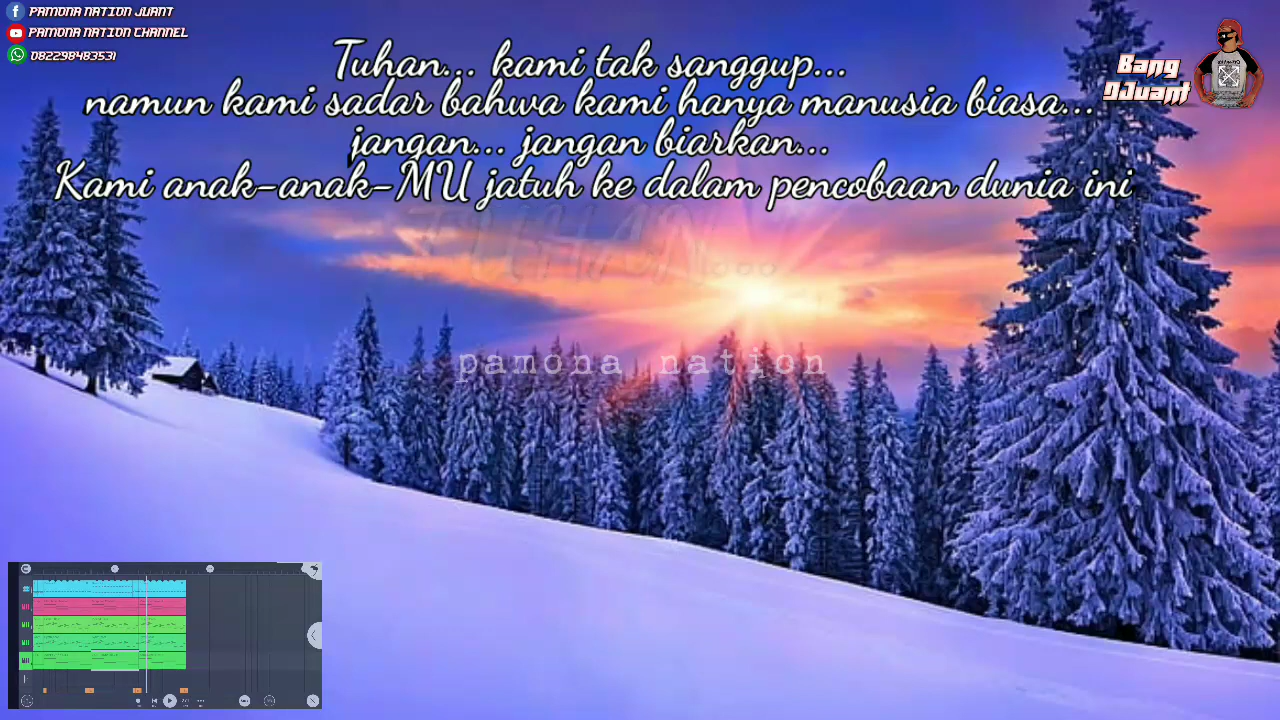 PAMONA NATION JUANT
PAMONA NATION CHANNEL
082298483531
Bang
DJuant
Tuhan... kami tak sanggup...
namun kami sadar bahwa kami hanya manusia biasa...
jangan... jangan biarkan...
Kami anak-anak-MU jatuh ke dalam pencobaan dunia ini
TUHAN...
pamona nation